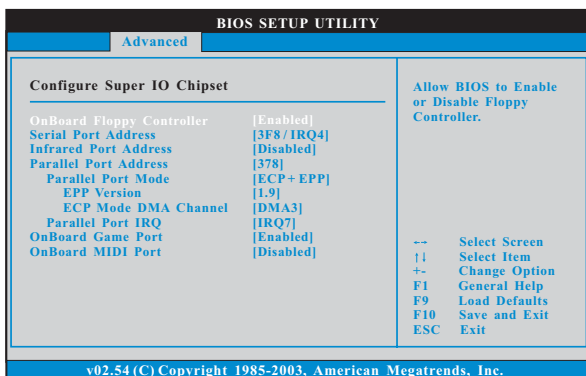 BIOS SETUP UTILITY
Advanced
Configure Super IO Chipset
OnBoard Floppy Controller [Enabled]
Serial Port Address [3F8 / IRQ4]
Infrared Port Address [Disabled]
Parallel Port Address [378]
Parallel Port Mode [ECP + EPP]
EPP Version [1.9]
ECP Mode DMA Channel [DMA3]
Parallel Port IRQ [IRQ7]
OnBoard Game Port [Enabled]
OnBoard MIDI Port [Disabled]
Allow BIOS to Enable
or Disable Floppy
Controller.
←→ Select Screen
↑↓ Select Item
+- Change Option
F1 General Help
F9 Load Defaults
F10 Save and Exit
ESC Exit
v02.54 (C) Copyright 1985-2003, American Megatrends, Inc.